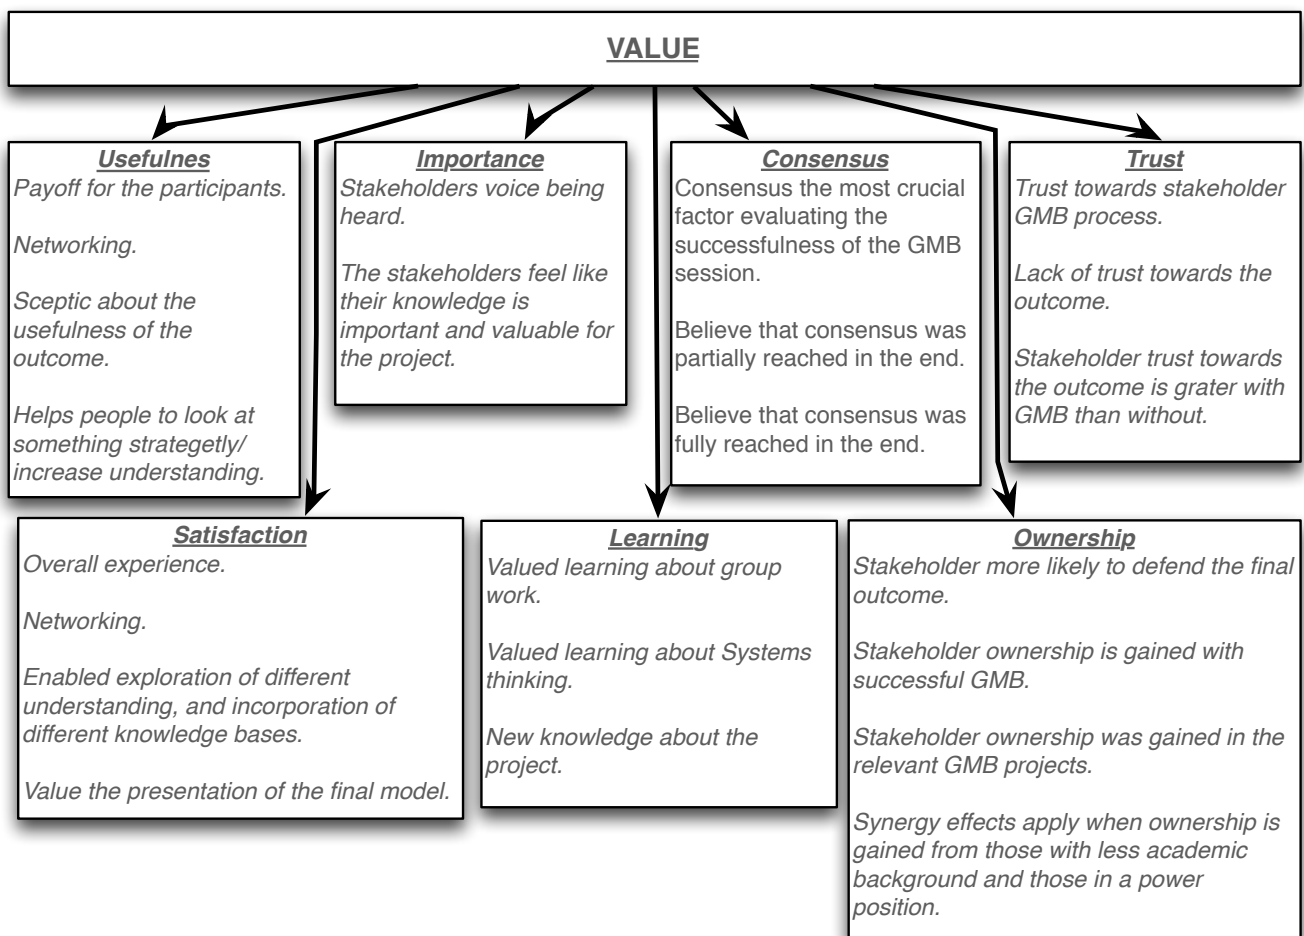 VALUE
Usefulnes
Payoff for the participants.
Networking.
Sceptic about the
usefulness of the
outcome.
Helps people to look at
something strategetly/
increase understanding.
Importance
Stakeholders voice being
heard.
The stakeholders feel like
their knowledge is
important and valuable for
the project.
Consensus
Consensus the most crucial
factor evaluating the
successfulness of the GMB
session.
Believe that consensus was
partially reached in the end.
Believe that consensus was
fully reached in the end.
Trust
Trust towards stakeholder
GMB process.
Lack of trust towards the
outcome.
Stakeholder trust towards
the outcome is grater with
GMB than without.
Satisfaction
Overall experience.
Networking.
Enabled exploration of different
understanding, and incorporation of
different knowledge bases.
Value the presentation of the final model.
Learning
Valued learning about group
work.
Valued learning about Systems
thinking.
New knowledge about the
project.
Ownership
Stakeholder more likely to defend the final
outcome.
Stakeholder ownership is gained with
successful GMB.
Stakeholder ownership was gained in the
relevant GMB projects.
Synergy effects apply when ownership is
gained from those with less academic
background and those in a power
position.